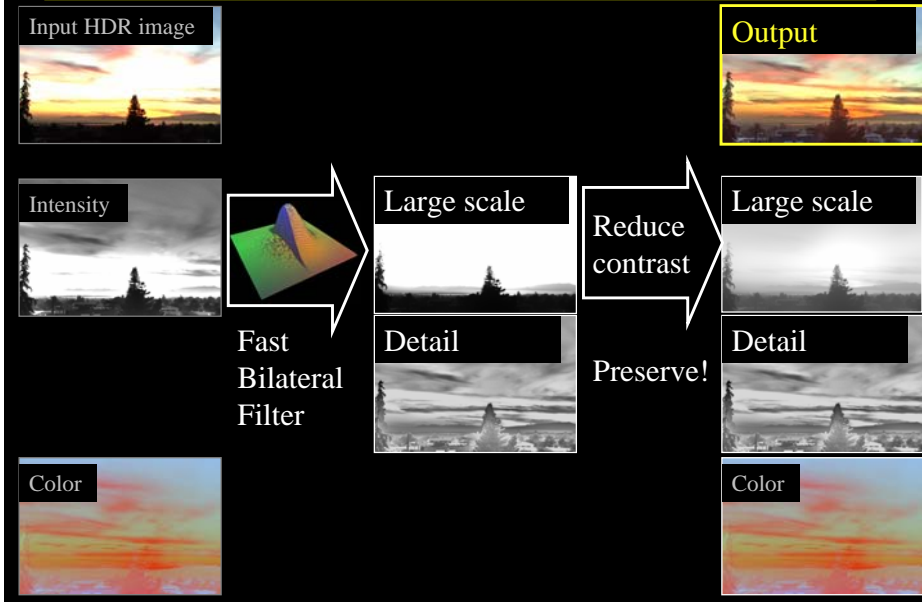 Input HDR image
Output
Intensity
Large scale
Reduce
contrast
Large scale
Fast
Bilateral
Filter
Detail
Preserve!
Detail
Color
Color